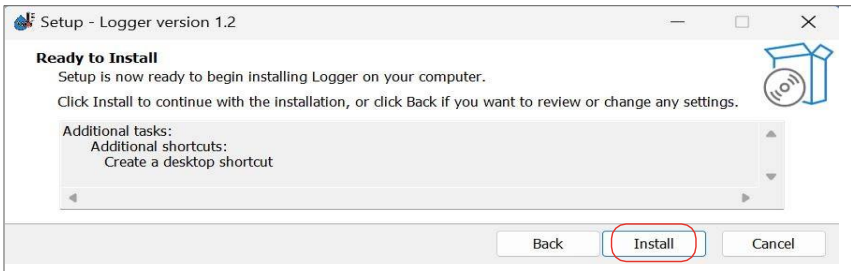 Setup - Logger version 1.2
Ready to Install
Setup is now ready to begin installing Logger on your computer.
Click Install to continue with the installation, or click Back if you want to review or change any settings.
Additional tasks:
Additional shortcuts:
Create a desktop shortcut
Back Install Cancel